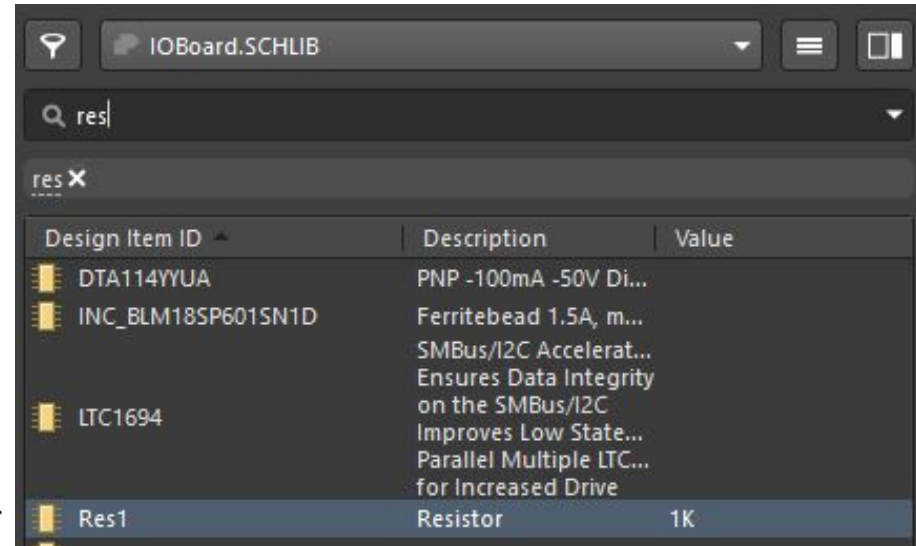 IOBoard.SCHLIB
res
res
Design Item ID Description Value
DTA114YYUA PNP -100mA -50V Di...
INC_BLM18SP601SN1D Ferritebead 1.5A, m...
SMBus/I2C Accelerat...
Ensures Data Integrity
on the SMBus/I2C
LTC1694
Improves Low State...
Parallel Multiple LTC...
for Increased Drive
Res1 Resistor 1K